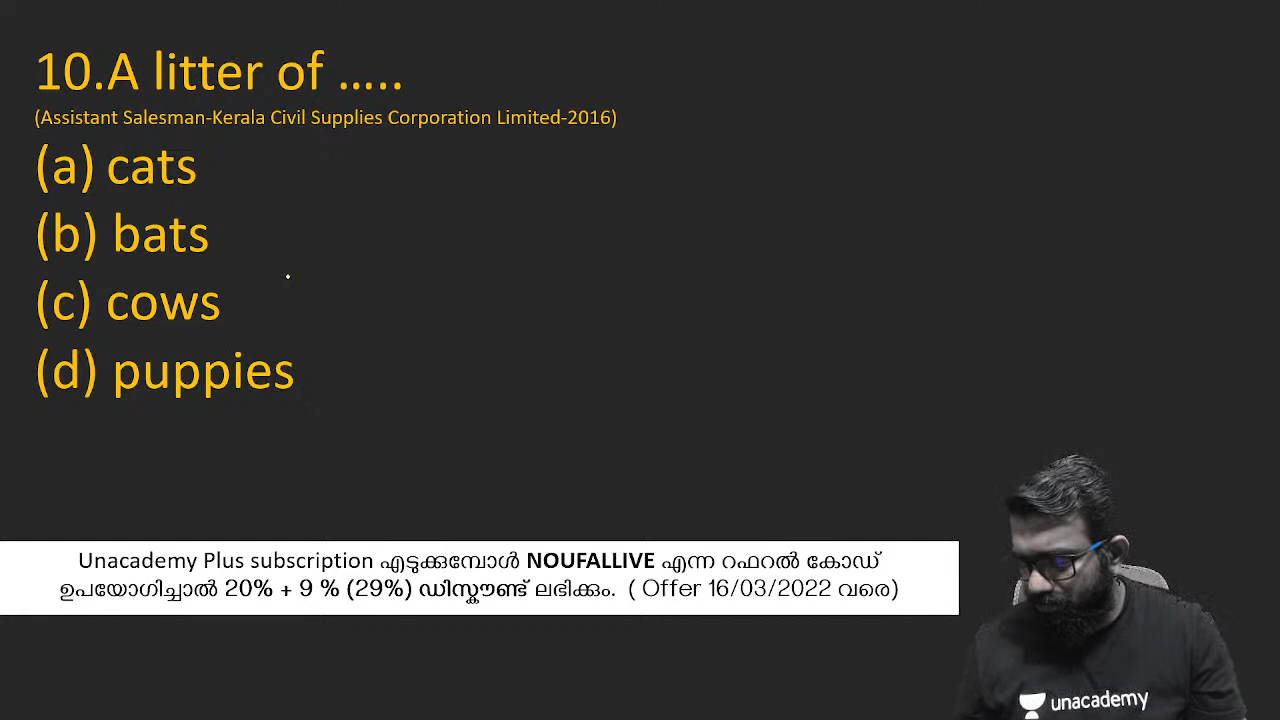 10.A litter of .....
(Assistant Salesman-Kerala Civil Supplies Corporation Limited-2016)
(a) cats
(b) bats
(c) cows
(d) puppies
Unacademy Plus subscription എടുക്കുമ്പോൾ NOUFALLIVE എന്ന റഫറൽ കോഡ്
ഉപയോഗിച്ചാൽ 20% + 9 % (29%) ഡിസ്കൗണ്ട് ലഭിക്കും. ( Offer 16/03/2022 വരെ)
unacademy